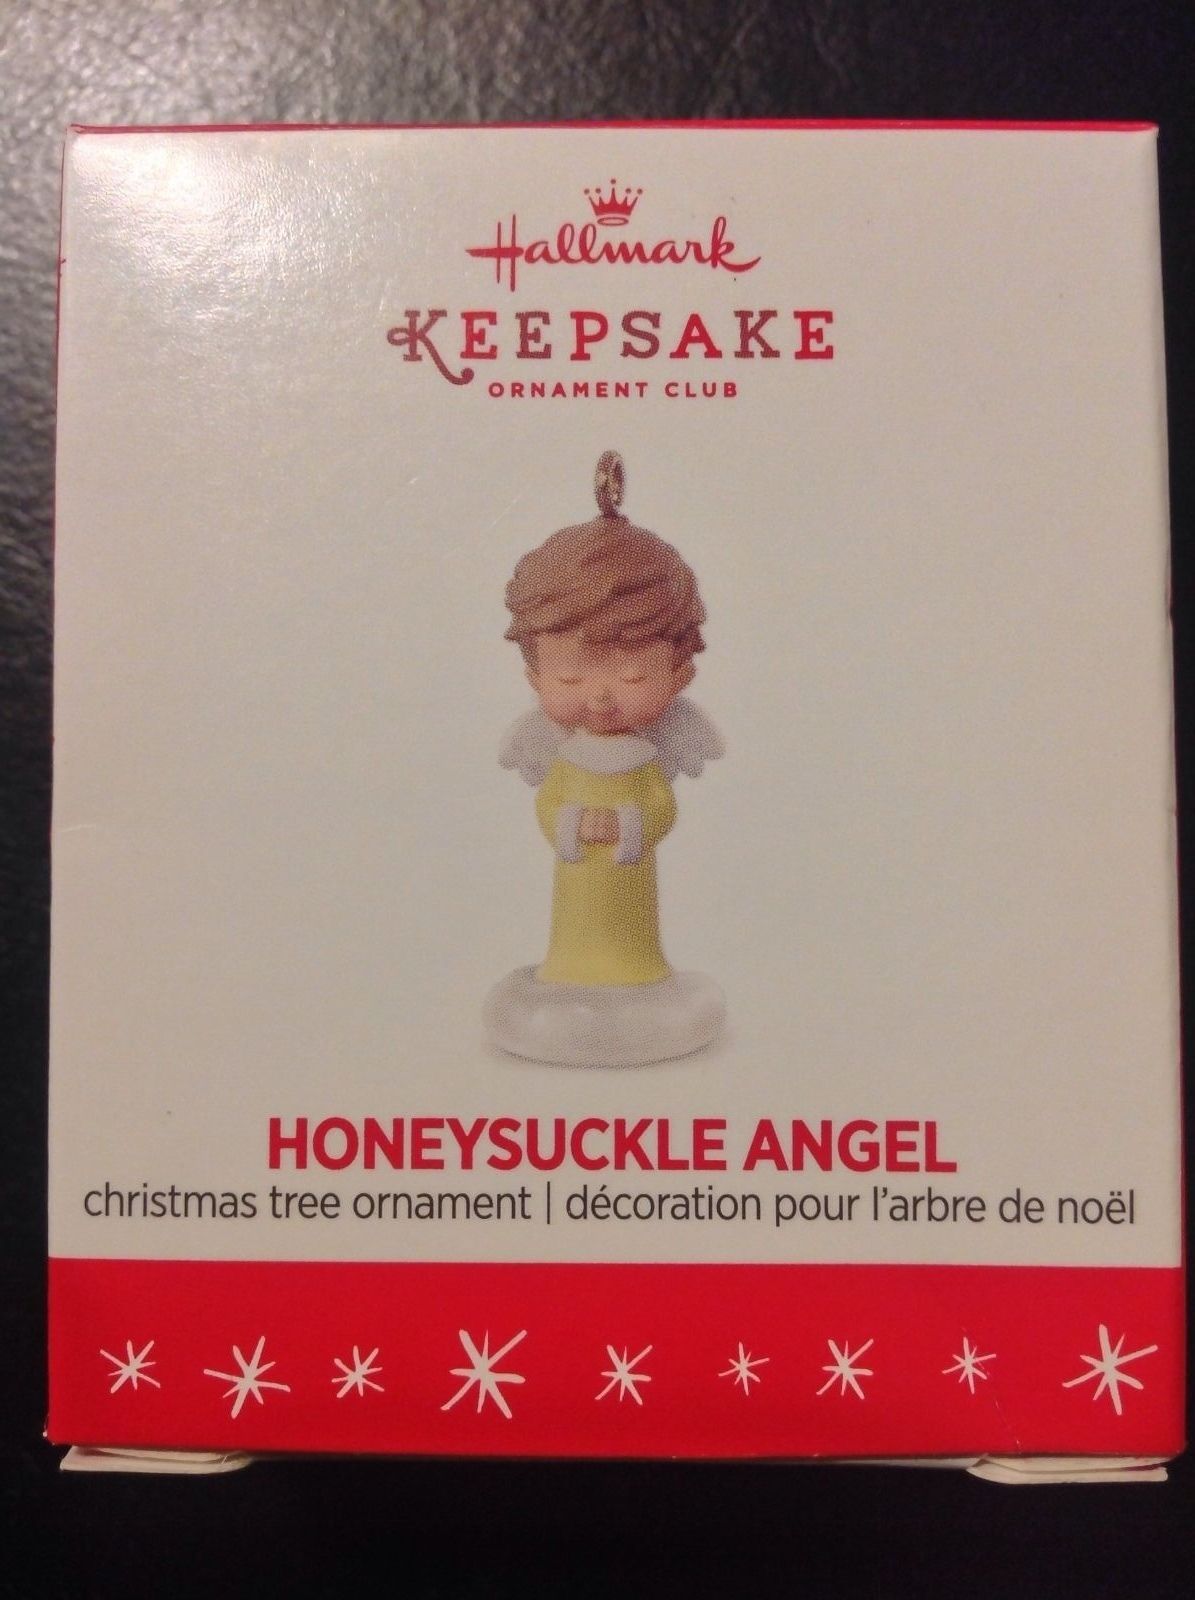 Hallmark
KEEPSAKE
ORNAMENT CLUB
HONEYSUCKLE ANGEL
christmas tree ornament | décoration pour l'arbre de noël